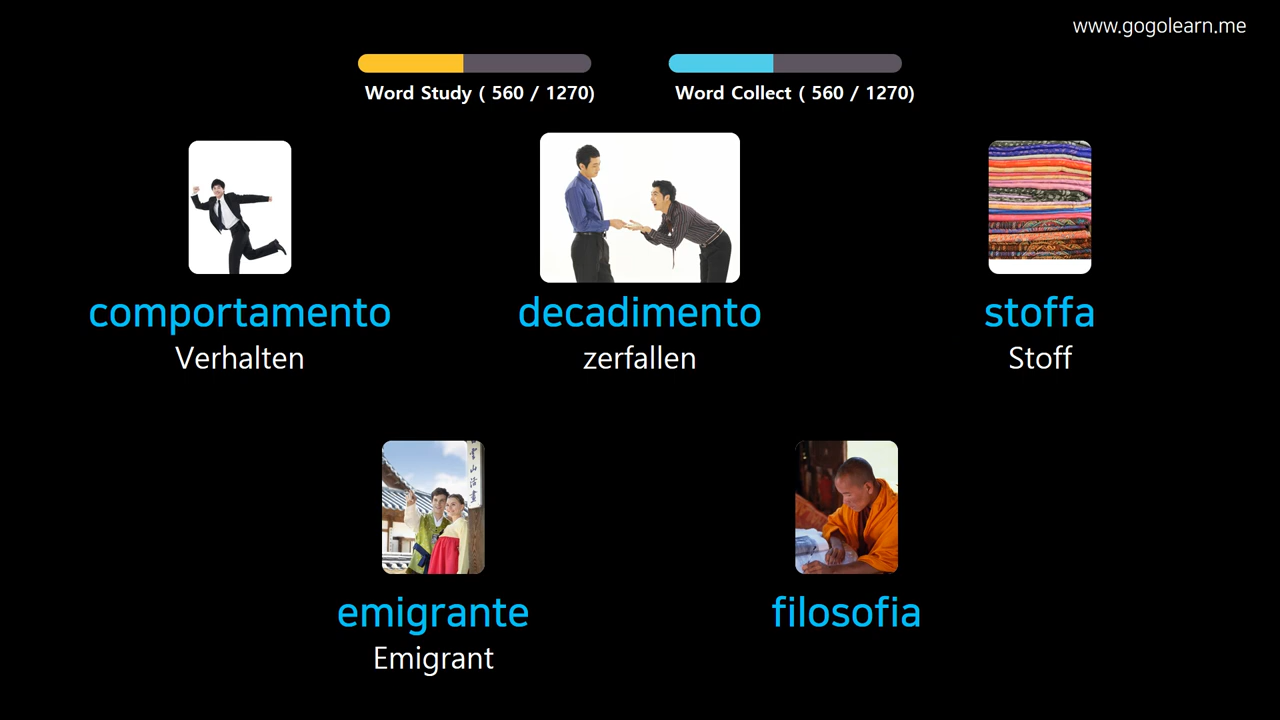 www.gogolearn.me
Word Study ( 560 / 1270)
Word Collect ( 560 / 1270)
comportamento
Verhalten
decadimento
zerfallen
stoffa
Stoff
emigrante
Emigrant
filosofia